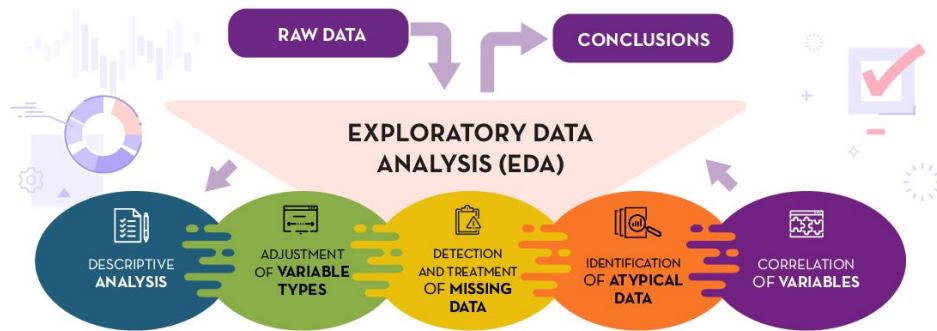 RAW DATA
CONCLUSIONS
EXPLORATORY DATA
ANALYSIS (EDA)
DESCRIPTIVE
ANALYSIS
ADJUSTMENT
OF VARIABLE
TYPES
DETECTION
AND TREATMENT
OF MISSING
DATA
IDENTIFICATION
OF ATYPICAL
DATA
CORRELATION
OF VARIABLES